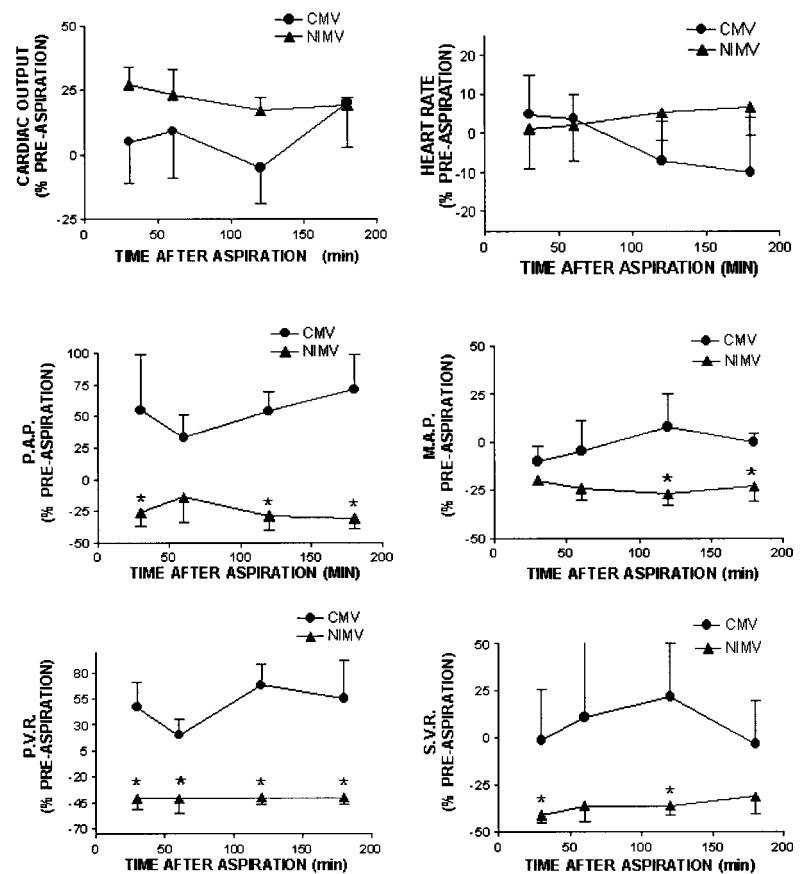 CMV
NIMV
CARDIAC OUTPUT
(% PRE-ASPIRATION)
50
25
0
-25
0 50 100 150 200
TIME AFTER ASPIRATION (min)
CMV
NIMV
HEART RATE
(% PRE-ASPIRATION)
20
10
0
-10
-20
0 50 100 150 200
TIME AFTER ASPIRATION (MIN)
CMV
NIMV
P.A.P.
(% PRE-ASPIRATION)
100
75
50
25
0
-25
-50
* * *
0 50 100 150 200
TIME AFTER ASPIRATION (MIN)
CMV
NIMV
M.A.P.
(% PRE-ASPIRATION)
50
25
0
-25
-50
* *
0 50 100 150 200
TIME AFTER ASPIRATION (min)
CMV
NIMV
P.V.R.
(% PRE-ASPIRATION)
80
55
30
5
-20
-45
-70
* * * *
0 50 100 150 200
TIME AFTER ASPIRATION (min)
CMV
NIMV
S.V.R.
(% PRE-ASPIRATION)
50
25
0
-25
-50
* *
0 50 100 150 200
TIME AFTER ASPIRATION (min)